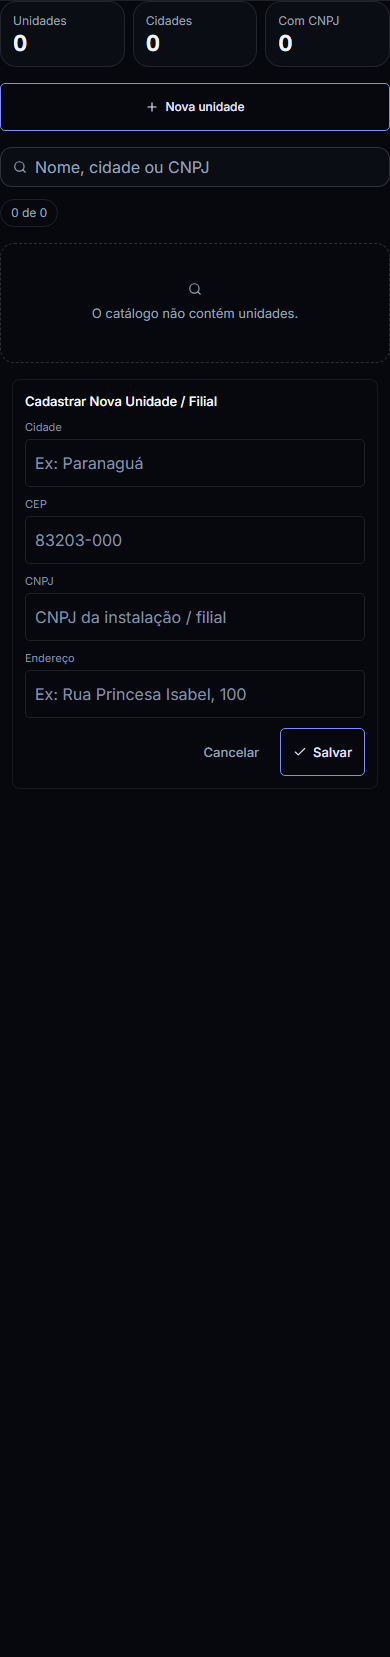 Unidades Cidades Com CNPJ
0 0 0
Nova unidade
Nome, cidade ou CNPJ
0 de 0
O catálogo não contém unidades.
Cadastrar Nova Unidade / Filial
Cidade
Ex: Paranaguá
CEP
83203-000
CNPJ
CNPJ da instalação / filial
Endereço
Ex: Rua Princesa Isabel, 100
Cancelar Salvar